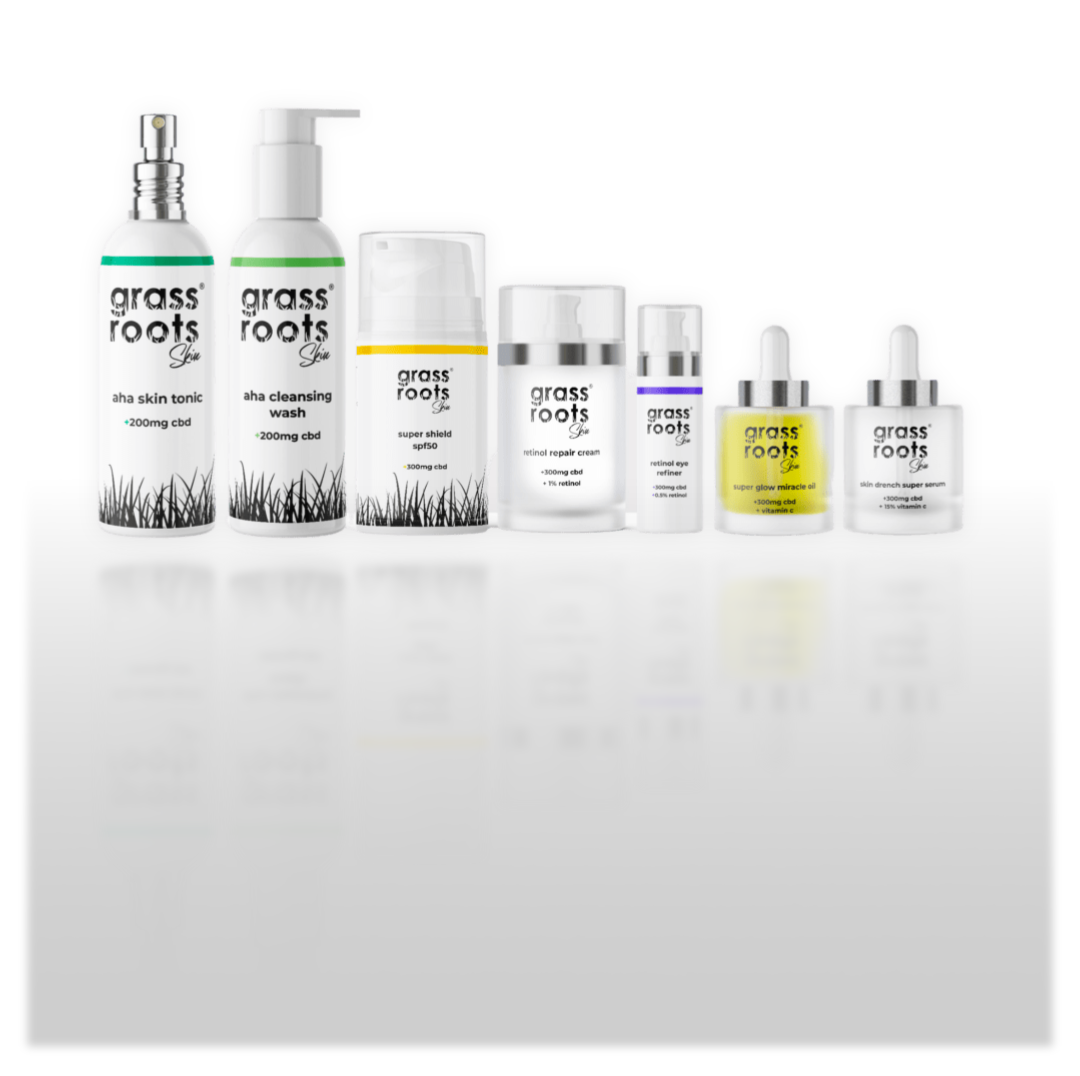 grass®
roots
Skin
aha skin tonic
+200mg cbd
grass®
roots
Skin
aha cleansing
wash
+200mg cbd
grass®
roots
Skin
super shield
spf50
+300mg cbd
grass®
roots
Skin
retinol repair cream
+300mg cbd
+ 1% retinol
grass®
roots
Skin
retinol eye
refiner
+300mg cbd
+0.5% retinol
grass®
roots
Skin
super glow miracle oil
+300mg cbd
+ vitamin c
grass®
roots
Skin
skin drench super serum
+300mg cbd
+ 15% vitamin c